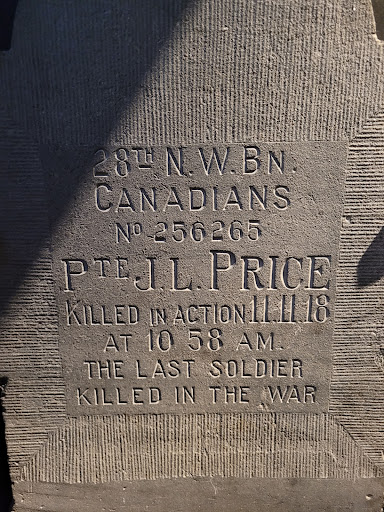 28TH N.W.BN.
CANADIANS
NO 256265
PTE J.L. PRICE
KILLED IN ACTION 11.11.18
AT 10 58 AM.
THE LAST SOLDIER
KILLED IN THE WAR